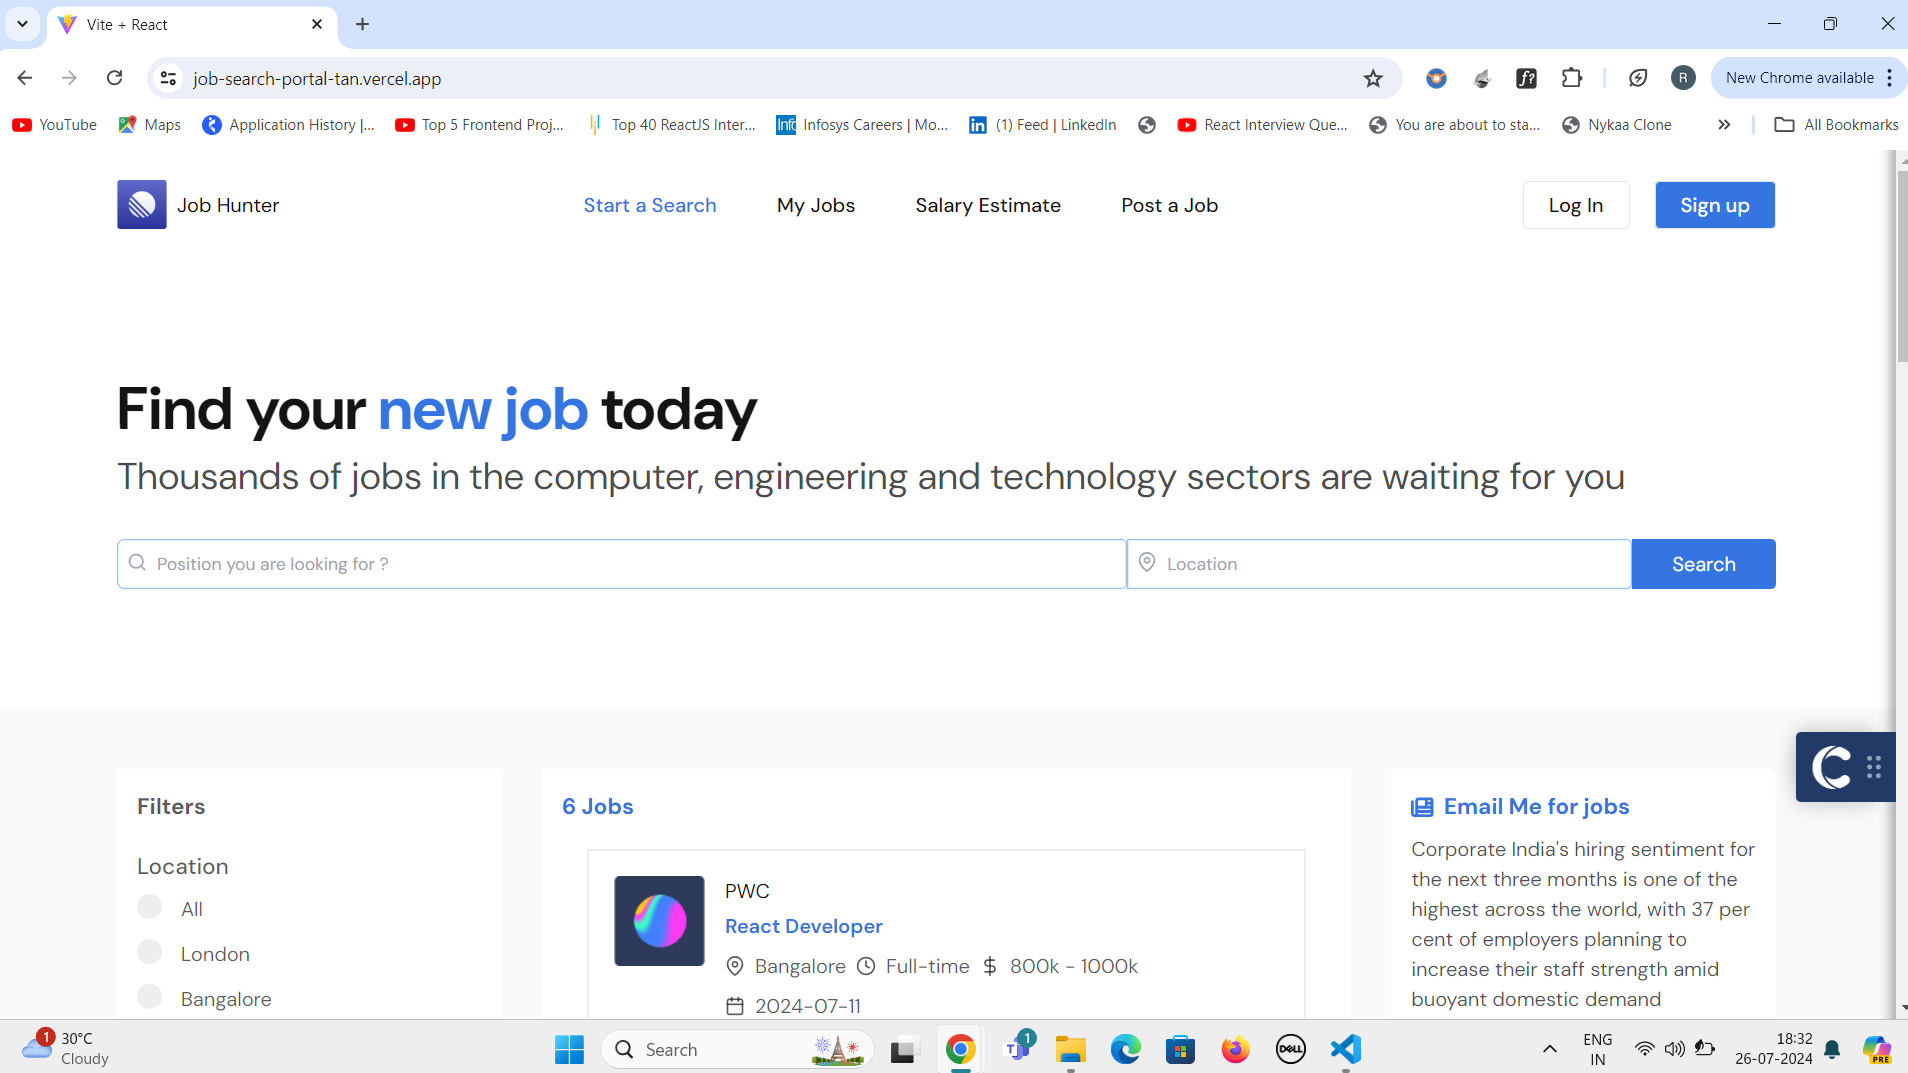 Vite + React
job-search-portal-tan.vercel.app
f?
R
New Chrome available
YouTube
Maps
Application History |...
Top 5 Frontend Proj...
Top 40 ReactJS Inter...
Infosys Careers | Mo...
(1) Feed | LinkedIn
React Interview Que...
You are about to sta...
Nykaa Clone
All Bookmarks
Job Hunter
Start a Search
My Jobs
Salary Estimate
Post a Job
Log In
Sign up
Find your new job today
Thousands of jobs in the computer, engineering and technology sectors are waiting for you
Position you are looking for ?
Location
Search
Filters
Location
All
London
Bangalore
6 Jobs
PWC
React Developer
Bangalore Full-time $ 800k - 1000k
2024-07-11
Email Me for jobs
Corporate India's hiring sentiment for
the next three months is one of the
highest across the world, with 37 per
cent of employers planning to
increase their staff strength amid
buoyant domestic demand
1
30°C
Cloudy
Search
1
DELL
ENG
IN
18:32
26-07-2024
PRE